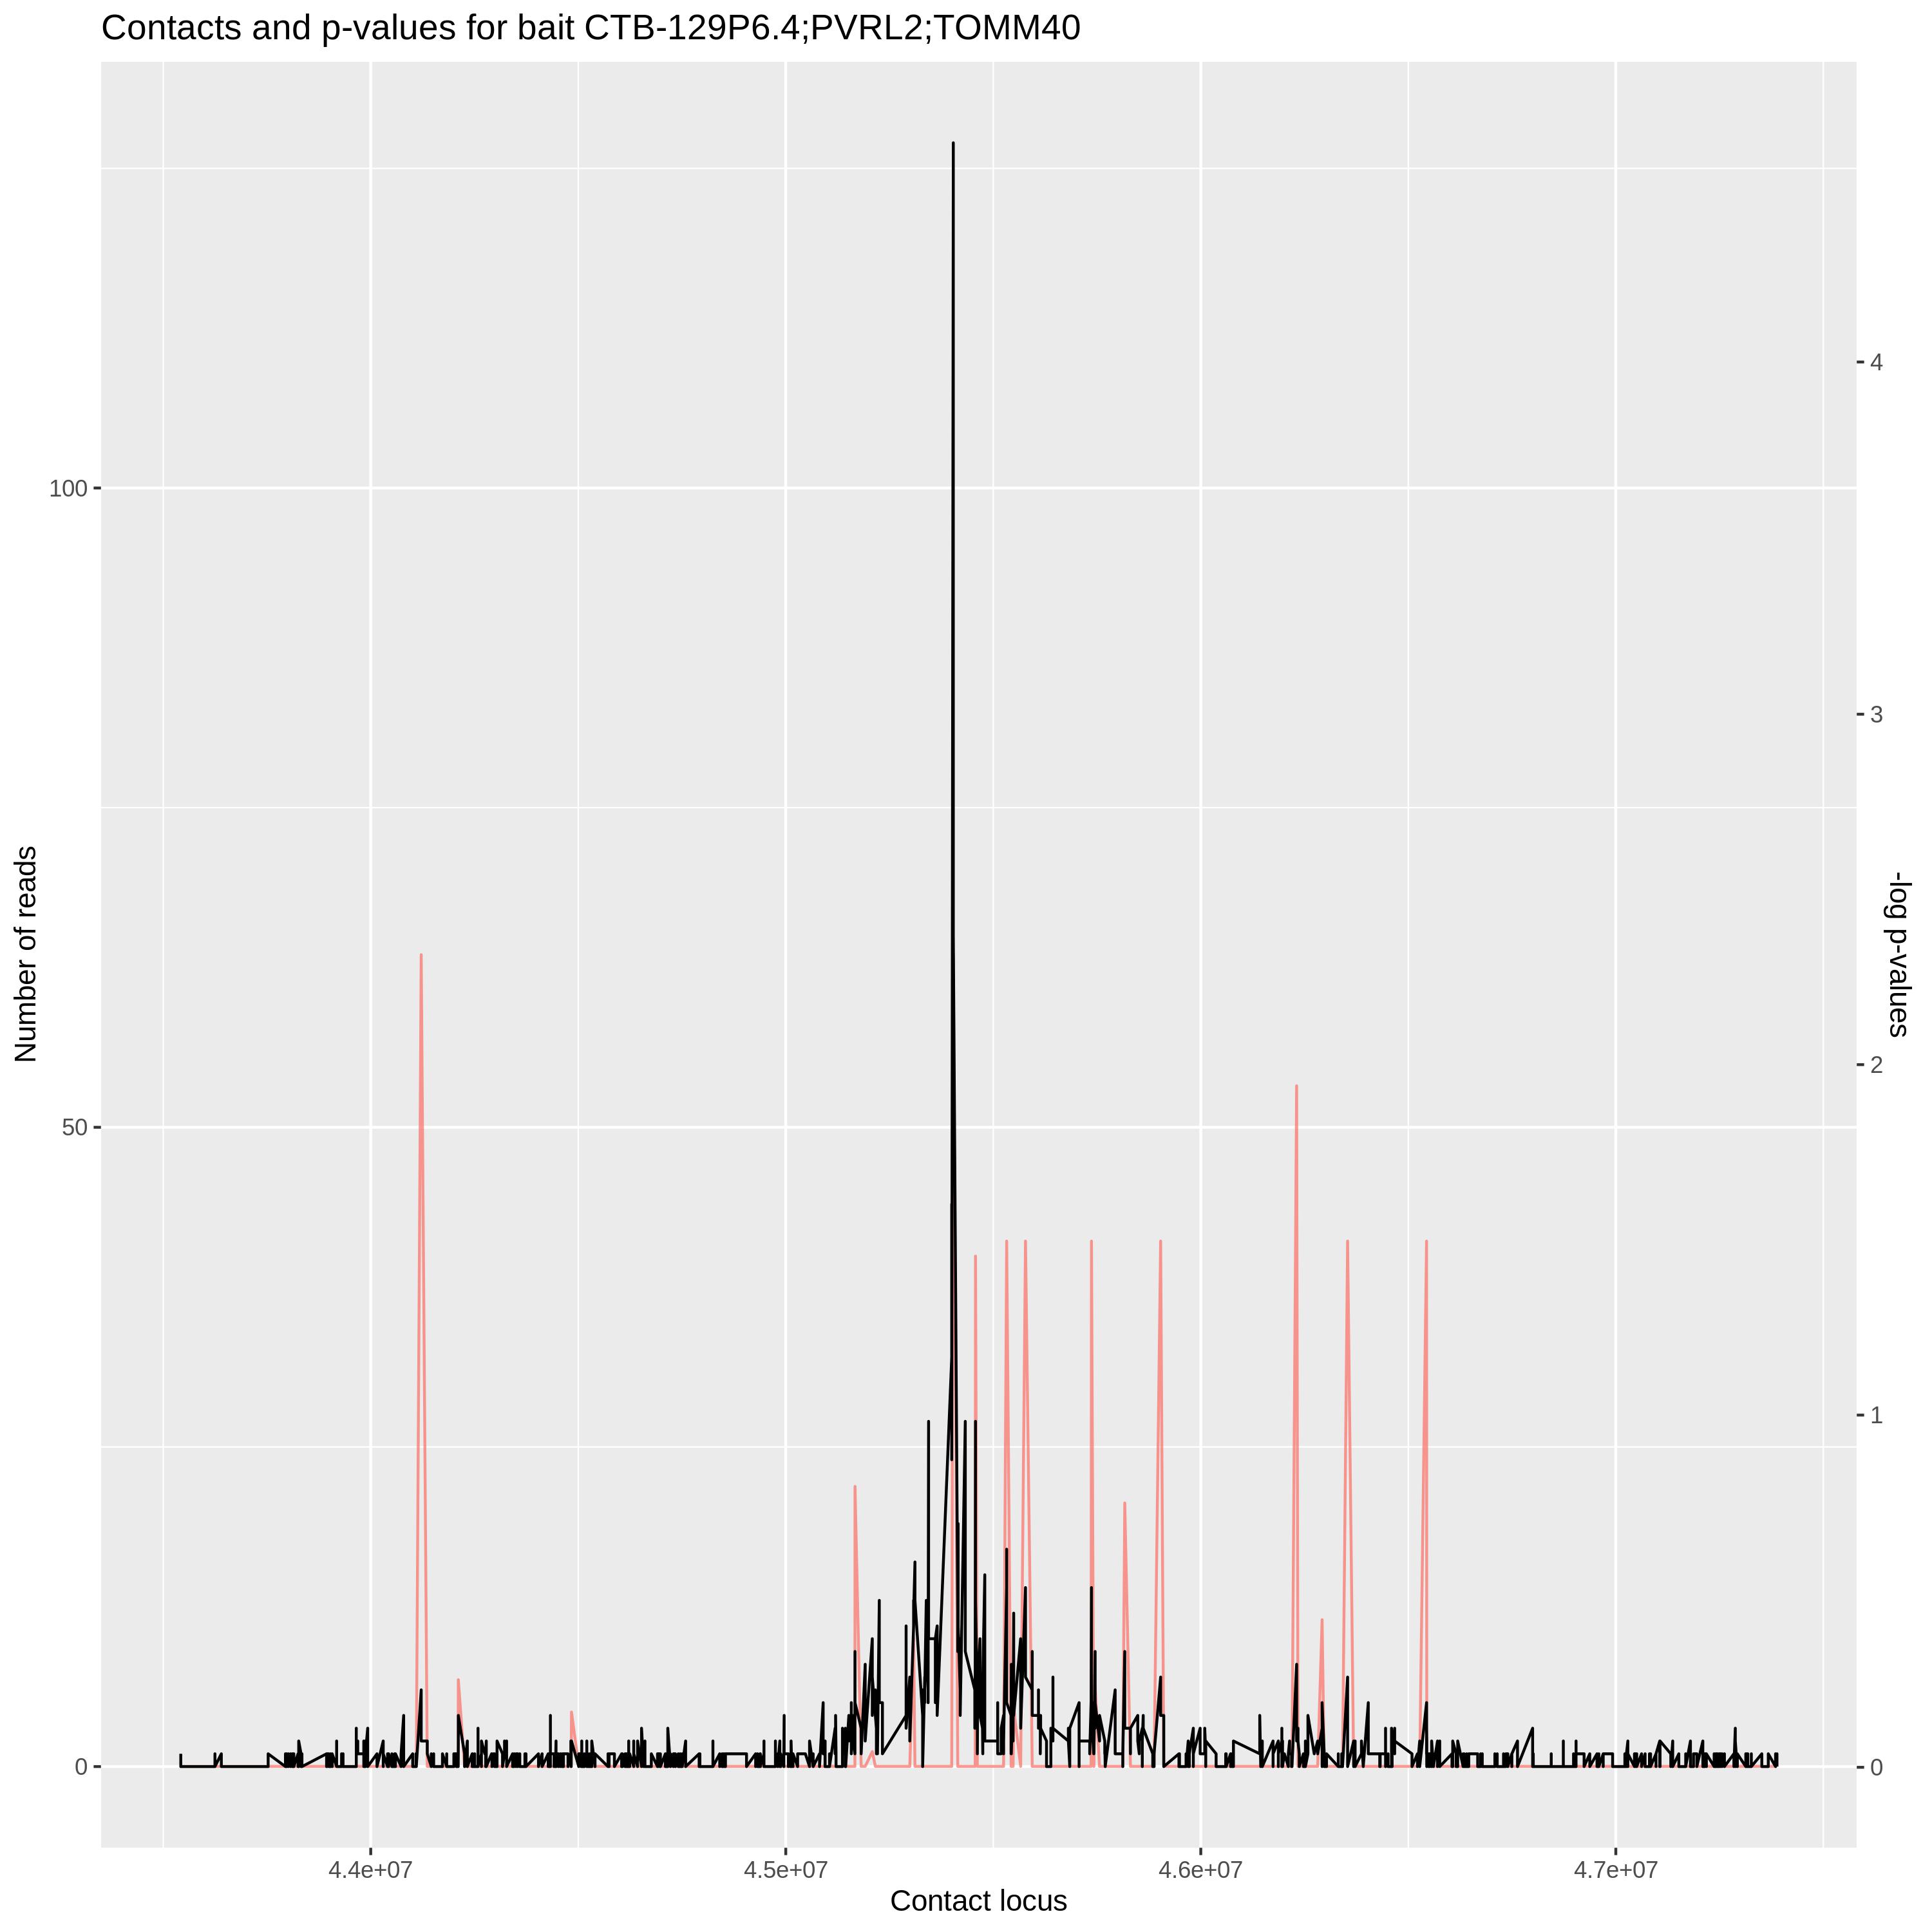 Contacts and p-values for bait CTB-129P6.4;PVRL2;TOMM40
Number of reads
100
50
0
4
3
2
1
0
-log p-values
4.4e+07
4.5e+07
4.6e+07
4.7e+07
Contact locus